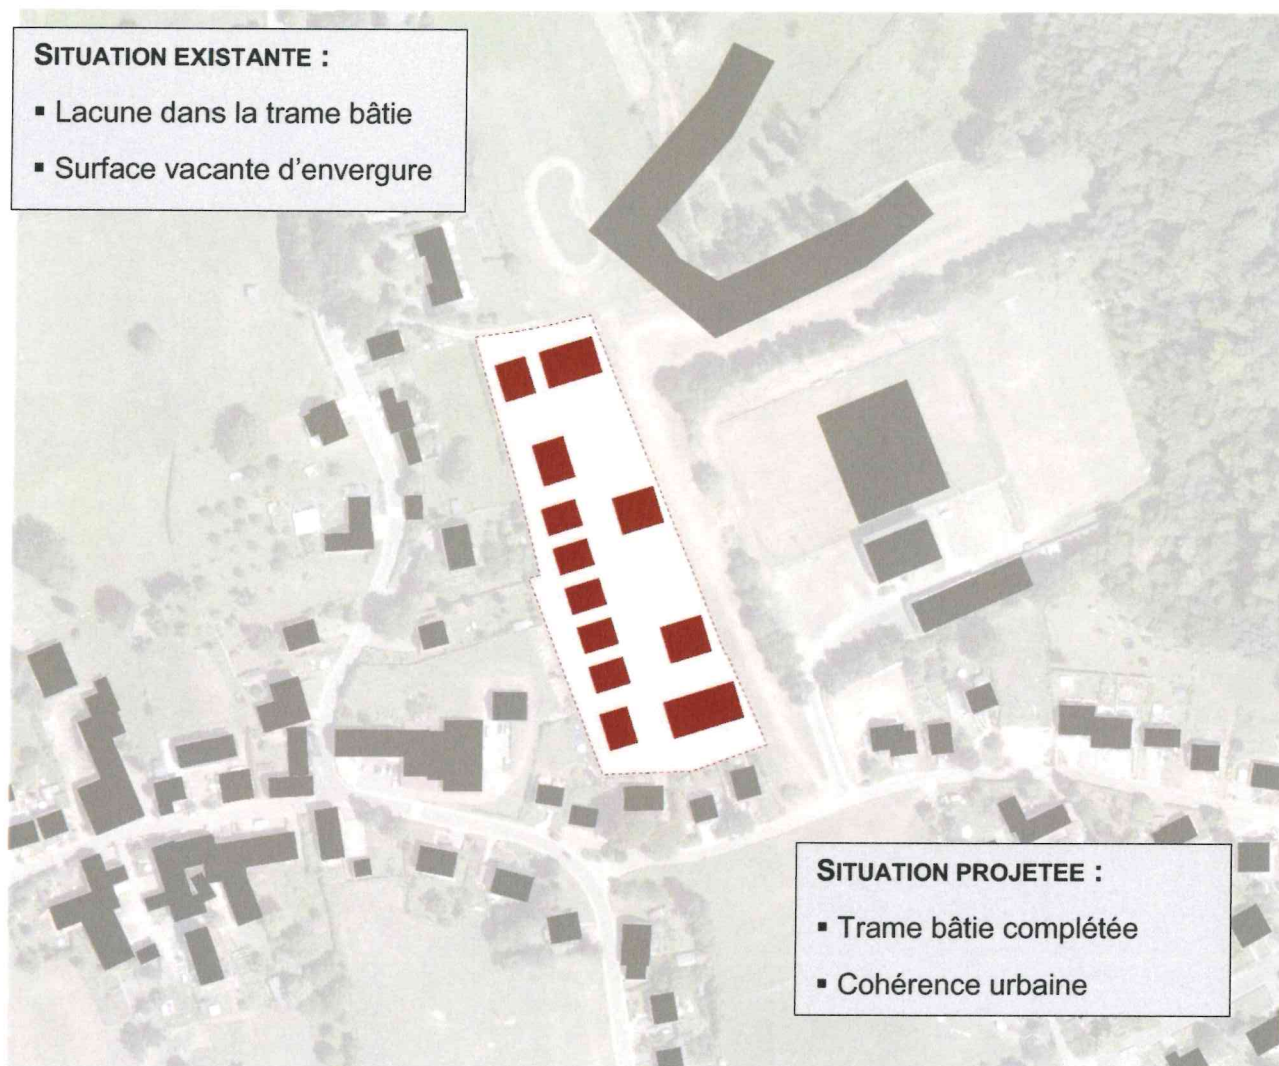 SITUATION EXISTANTE :
▪ Lacune dans la trame bâtie
▪ Surface vacante d'envergure
SITUATION PROJETEE :
▪ Trame bâtie complétée
▪ Cohérence urbaine